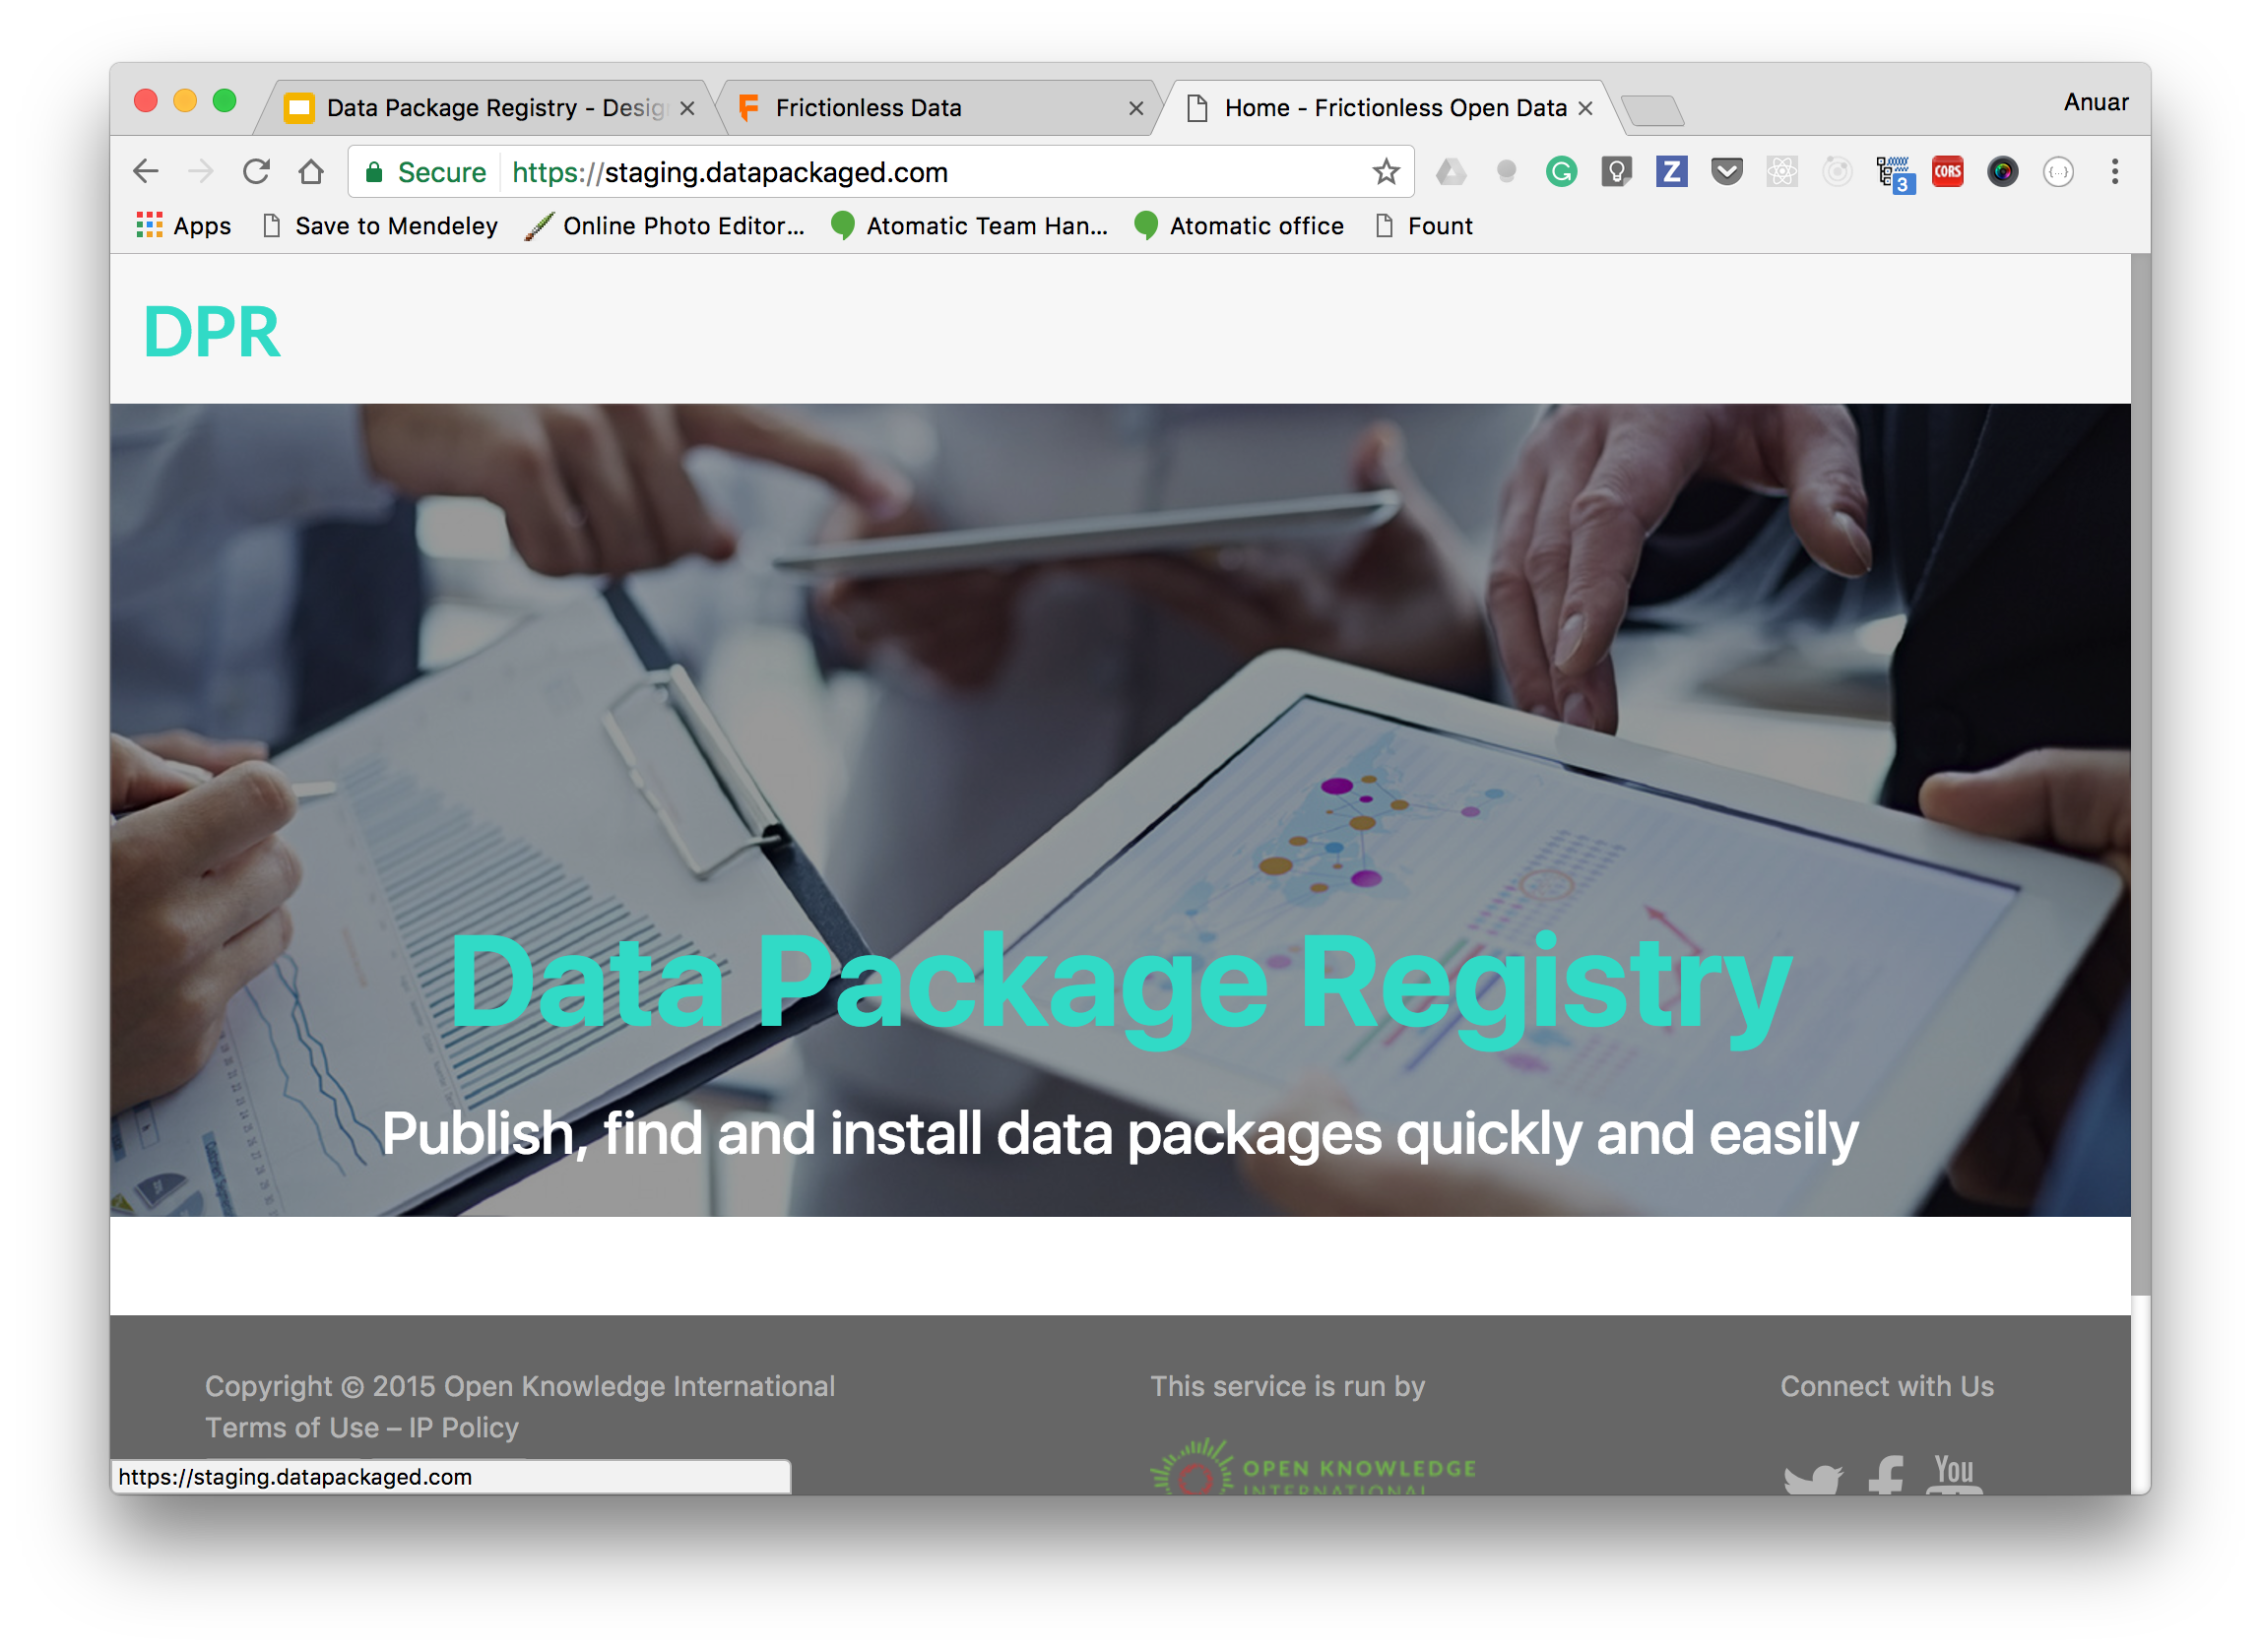 Data Package Registry - Desig
Frictionless Data
Home - Frictionless Open Data
Anuar
Secure
https://staging.datapackaged.com
G
Z
3
CORS
{...}
Apps
Save to Mendeley
Online Photo Editor...
Atomatic Team Han...
Atomatic office
Fount
DPR
Data Package Registry
Publish, find and install data packages quickly and easily
Copyright © 2015 Open Knowledge International
Terms of Use – IP Policy
This service is run by
OPEN KNOWLEDGE
INTERNATIONAL
Connect with Us
You
https://staging.datapackaged.com